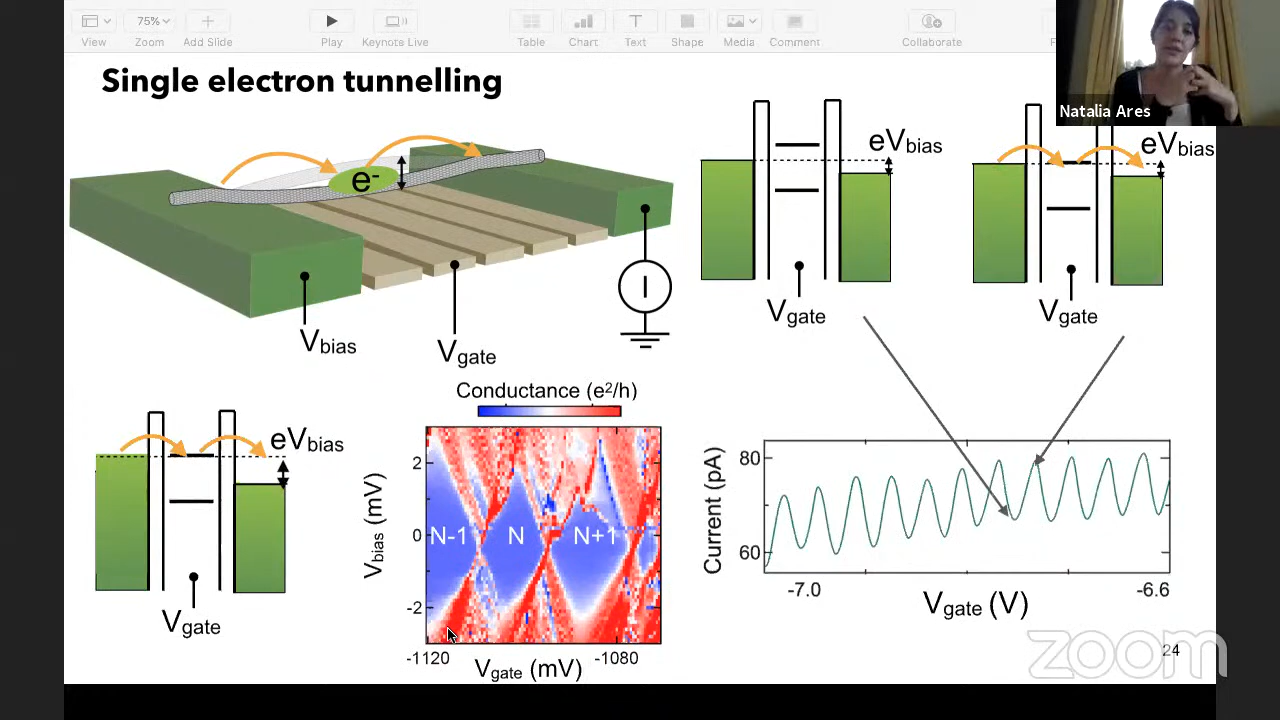 View
75%
Zoom
Add Slide
Play
Keynote Live
Table
Chart
Text
Shape
Media
Comment
Collaborate
Natalia Ares
Single electron tunnelling
e-
I
Vbias
Vgate
eVbias
Vgate
eVbias
Vgate
eVbias
Vgate
Conductance (e²/h)
Vbias (mV)
2
0
-2
N-1
N
N+1
-1120
-1080
Vgate (mV)
Current (pA)
80
60
-7.0
-6.6
Vgate (V)
24
zoom